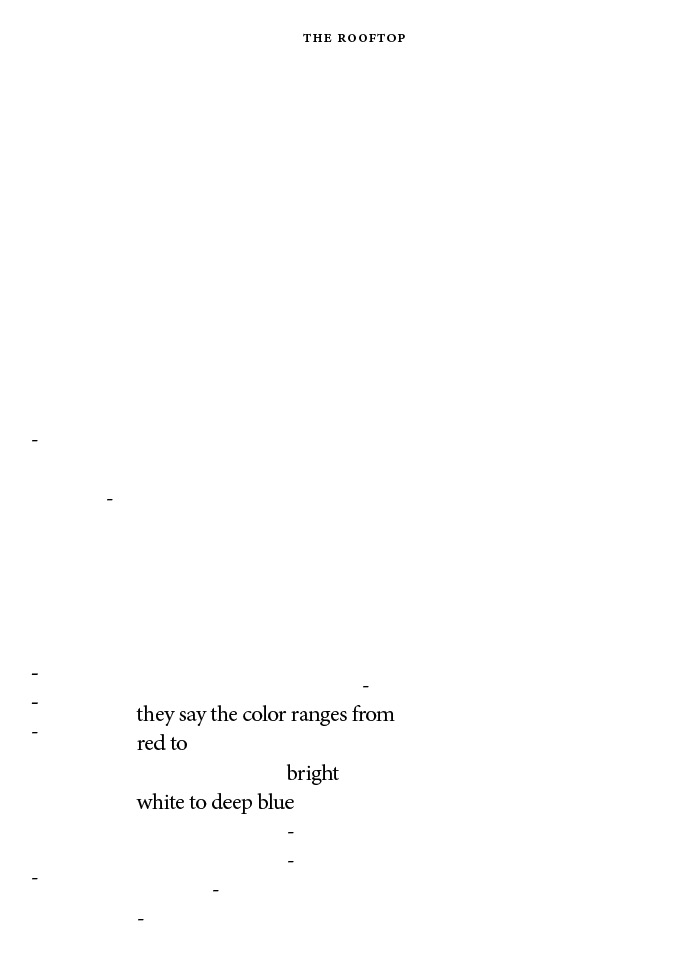 THE ROOFTOP
-
-
-
-
-
they say the color ranges from
-
red to
bright
white to deep blue
-
-
-
-
-